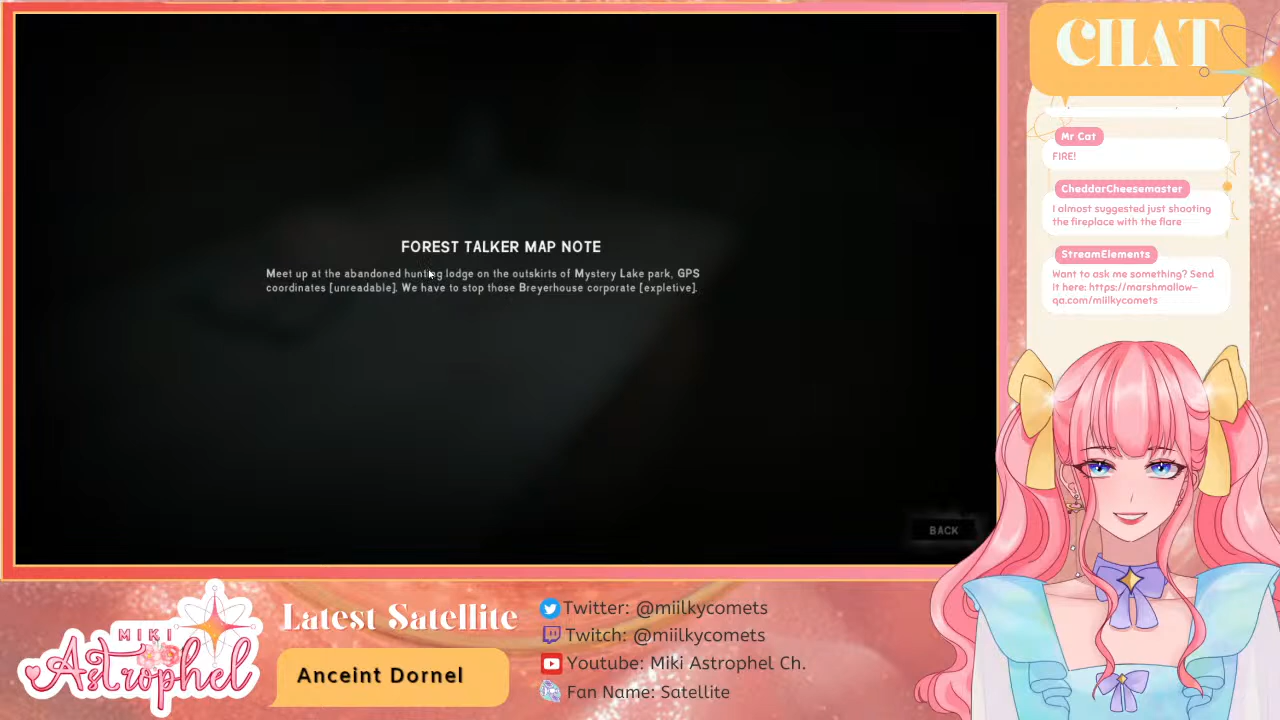 FOREST TALKER MAP NOTE
Meet up at the abandoned hunting lodge on the outskirts of Mystery Lake park, GPS
coordinates [unreadable]. We have to stop those Breyerhouse corporate [expletive].
BACK
CHAT
Mr Cat
FIRE!
CheddarCheesemaster
I almost suggested just shooting
the fireplace with the flare
StreamElements
Want to ask me something? Send
it here: https://marshmallow-
qa.com/miilkycomets
MIKI
Astrophel
Latest Satellite
Anceint Dornel
Twitter: @miilkycomets
Twitch: @miilkycomets
Youtube: Miki Astrophel Ch.
Fan Name: Satellite